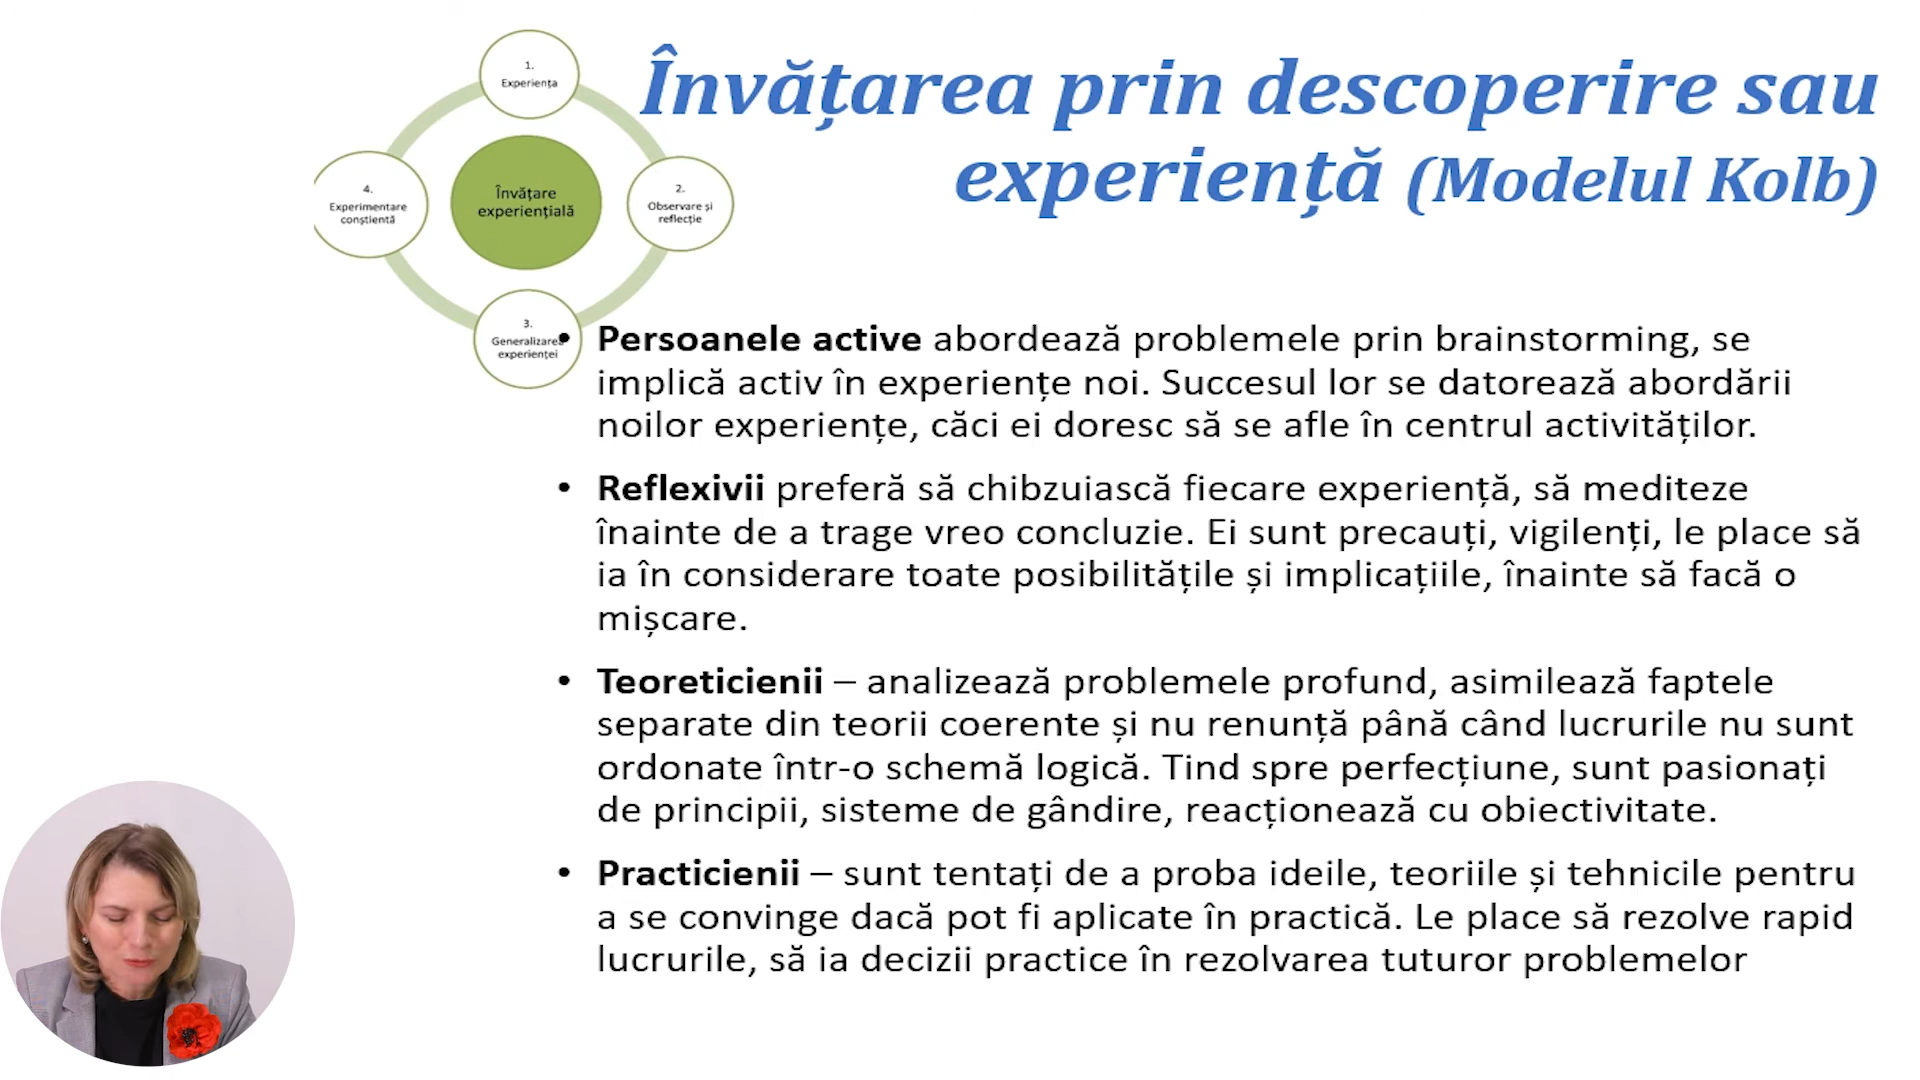 Învățarea prin descoperire sau
experiență (Modelul Kolb)
1.
Experiența
2.
Observare și
reflecție
3.
Generalizarea
experienței
4.
Experimentare
conștientă
Învățare
experiențială
• Persoanele active abordează problemele prin brainstorming, se
implică activ în experiențe noi. Succesul lor se datorează abordării
noilor experiențe, căci ei doresc să se afle în centrul activităților.
• Reflexivii preferă să chibzuiască fiecare experiență, să mediteze
înainte de a trage vreo concluzie. Ei sunt precauți, vigilenți, le place să
ia în considerare toate posibilitățile și implicațiile, înainte să facă o
mișcare.
• Teoreticienii – analizează problemele profund, asimilează faptele
separate din teorii coerente și nu renunță până când lucrurile nu sunt
ordonate într-o schemă logică. Tind spre perfecțiune, sunt pasionați
de principii, sisteme de gândire, reacționează cu obiectivitate.
• Practicienii – sunt tentați de a proba ideile, teoriile și tehnicile pentru
a se convinge dacă pot fi aplicate în practică. Le place să rezolve rapid
lucrurile, să ia decizii practice în rezolvarea tuturor problemelor